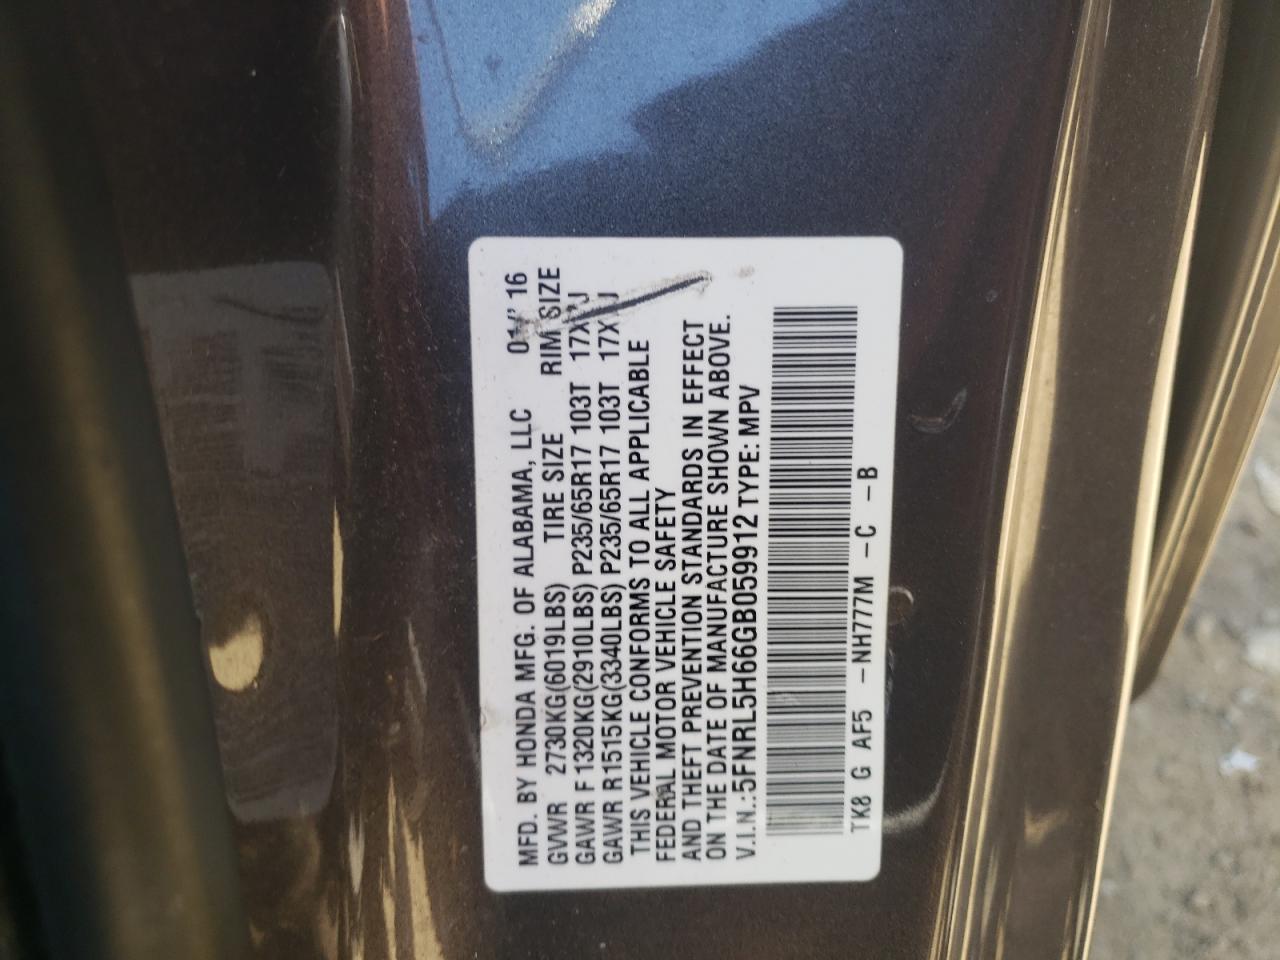 MFD. BY HONDA MFG. OF ALABAMA, LLC 16
GVWR 2730KG(6019LBS) TIRE SIZE RIM SIZE
GAWR F 1320KG(2910LBS) P235/65R17 103T
GAWR R1515KG(3340LBS) P235/65R17 103T
THIS VEHICLE CONFORMS TO ALL APPLICABLE
FEDERAL MOTOR VEHICLE SAFETY
AND THEFT PREVENTION STANDARDS IN EFFECT
ON THE DATE OF MANUFACTURE SHOWN ABOVE.
V.I.N.:5FNRL5H66GB059912 TYPE: MPV
TK8 G AF5 -NH777M -C -B